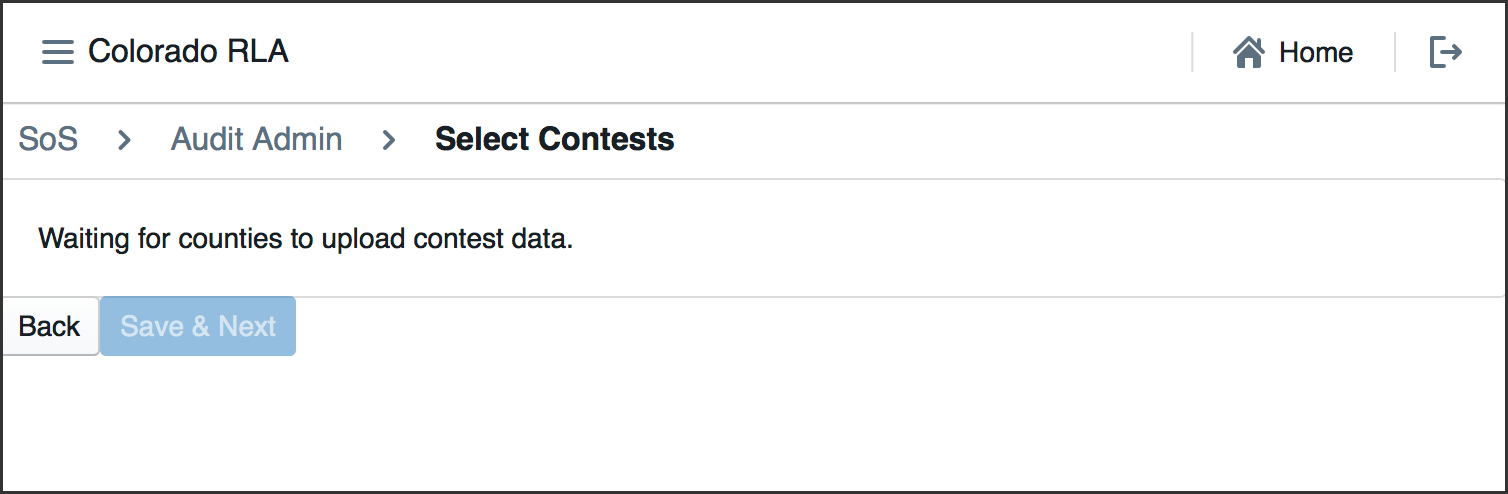 Colorado RLA Home
SoS Audit Admin Select Contests
Waiting for counties to upload contest data.
Back Save & Next